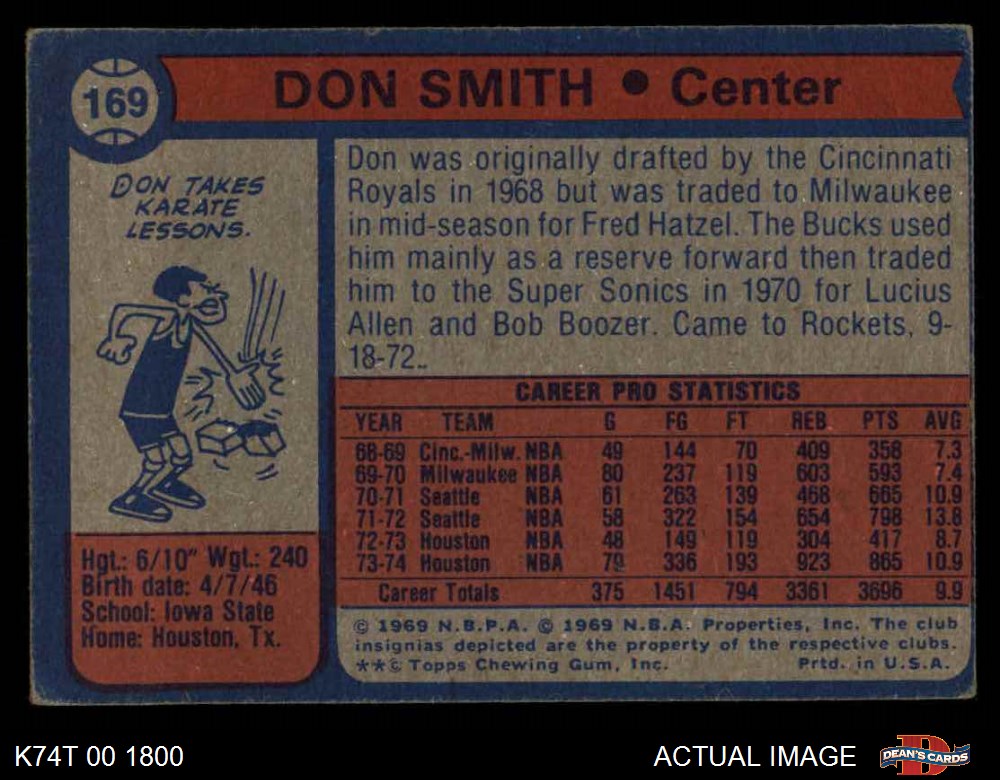 169
DON SMITH • Center
DON TAKES
KARATE
LESSONS.
Don was originally drafted by the Cincinnati
Royals in 1968 but was traded to Milwaukee
in mid-season for Fred Hatzel. The Bucks used
him mainly as a reserve forward then traded
him to the Super Sonics in 1970 for Lucius
Allen and Bob Boozer. Came to Rockets, 9-
18-72..
CAREER PRO STATISTICS
YEAR TEAM G FG FT REB PTS AVG
68-69 Cinc.-Milw. NBA 49 144 70 409 358 7.3
69-70 Milwaukee NBA 80 237 119 603 593 7.4
70-71 Seattle NBA 61 263 139 468 665 10.9
71-72 Seattle NBA 58 322 154 654 798 13.8
72-73 Houston NBA 48 149 119 304 417 8.7
73-74 Houston NBA 79 336 193 923 865 10.9
Career Totals 375 1451 794 3361 3696 9.9
Hgt.: 6/10" Wgt.: 240
Birth date: 4/7/46
School: Iowa State
Home: Houston, Tx.
© 1969 N.B.P.A. © 1969 N.B.A. Properties, Inc. The club
insignias depicted are the property of the respective clubs.
**© Topps Chewing Gum, Inc. Prtd. in U.S.A.
K74T 00 1800
ACTUAL IMAGE
D
DEAN'S CARDS